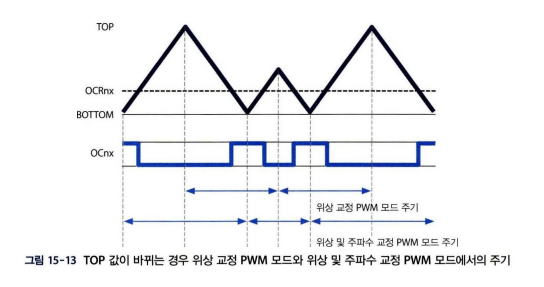 TOP
OCRnx
BOTTOM
OCnx
위상 교정 PWM 모드 주기
위상 및 주파수 교정 PWM 모드 주기
그림 15-13 TOP 값이 바뀌는 경우 위상 교정 PWM 모드와 위상 및 주파수 교정 PWM 모드에서의 주기